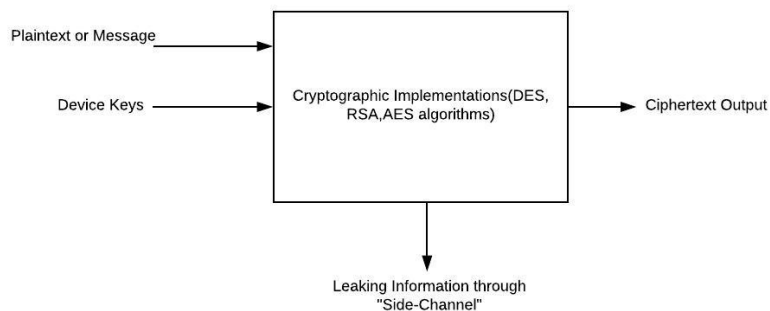 Plaintext or Message
Device Keys
Cryptographic Implementations(DES,
RSA,AES algorithms)
Ciphertext Output
Leaking Information through
"Side-Channel"